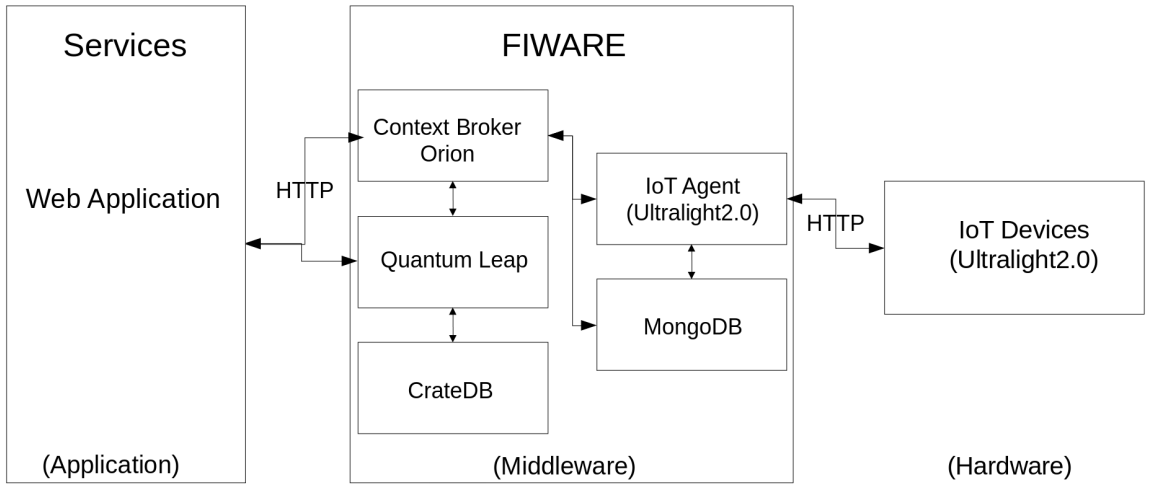 Services
Web Application
(Application)
HTTP
FIWARE
Context Broker
Orion
Quantum Leap
CrateDB
IoT Agent
(Ultralight2.0)
MongoDB
(Middleware)
HTTP
IoT Devices
(Ultralight2.0)
(Hardware)